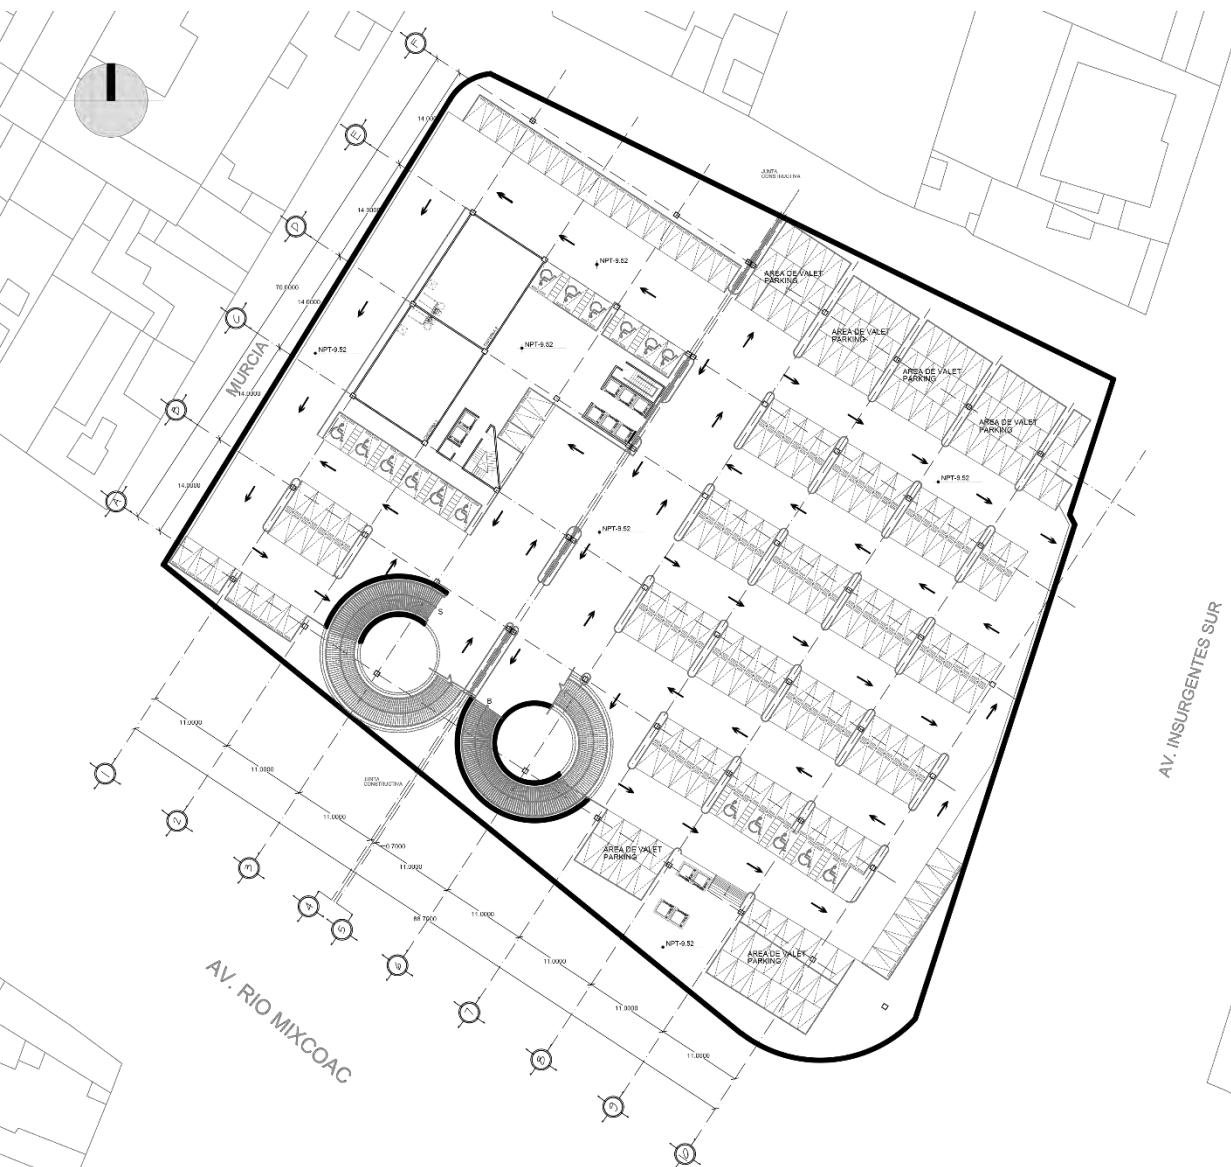 F
E
D
C
B
A
14.0000
14.0000
70.0000
14.0000
14.0000
14.0000
MURCIA
JUNTA
CONSTRUCTIVA
NPT-9.52
NPT-9.52
NPT-9.52
AREA DE VALET
PARKING
AREA DE VALET
PARKING
AREA DE VALET
PARKING
AREA DE VALET
PARKING
NPT-9.52
NPT-9.52
S
B
AV. INSURGENTES SUR
11.0000
11.0000
11.0000
0.7000
11.0000
88.7000
11.0000
11.0000
11.0000
11.0000
JUNTA
CONSTRUCTIVA
AREA DE VALET
PARKING
NPT-9.52
AREA DE VALET
PARKING
1
2
3
4
5
6
7
8
9
AV. RIO MIXCOAC